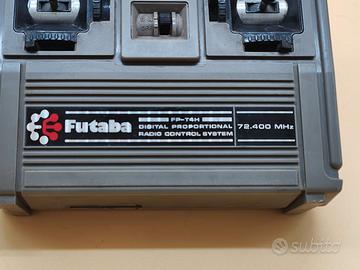 Futaba
FP-T4H
DIGITAL PROPORTIONAL
RADIO CONTROL SYSTEM
72.400 MHz
subito